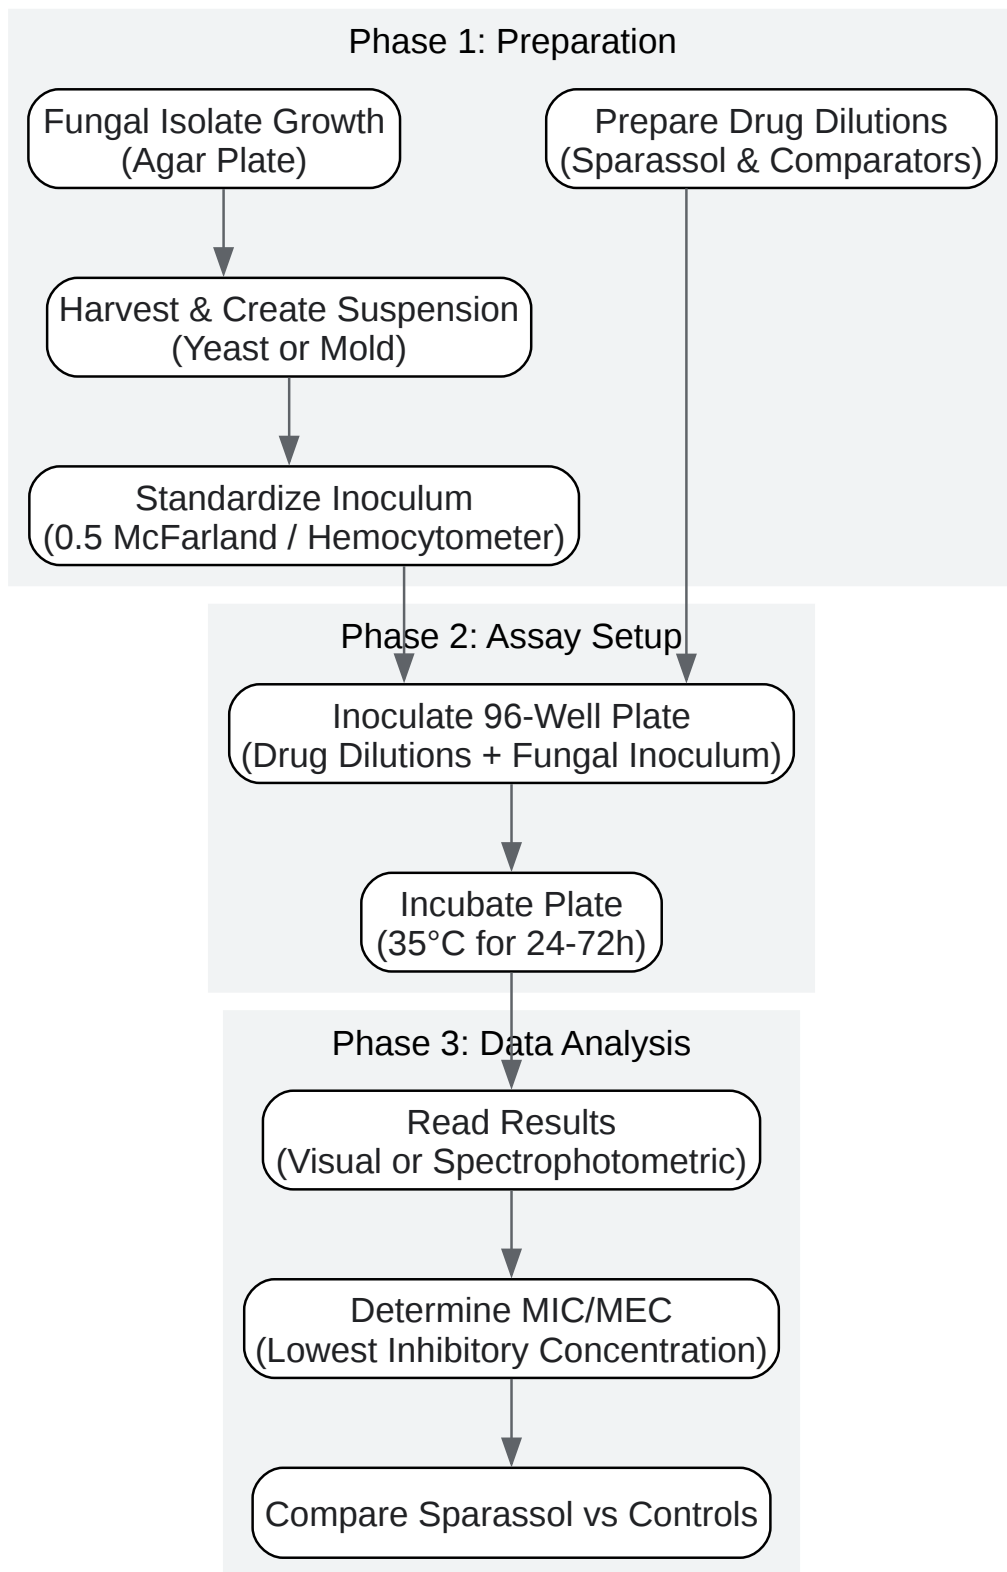 Phase 1: Preparation
Fungal Isolate Growth
(Agar Plate)
Prepare Drug Dilutions
(Sparassol & Comparators)
Harvest & Create Suspension
(Yeast or Mold)
Standardize Inoculum
(0.5 McFarland / Hemocytometer)
Phase 2: Assay Setup
Inoculate 96-Well Plate
(Drug Dilutions + Fungal Inoculum)
Incubate Plate
(35°C for 24-72h)
Phase 3: Data Analysis
Read Results
(Visual or Spectrophotometric)
Determine MIC/MEC
(Lowest Inhibitory Concentration)
Compare Sparassol vs Controls